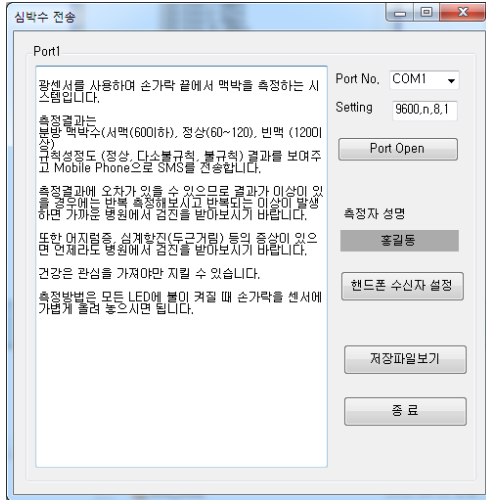 심박수 전송
Port1
광센서를 사용하여 손가락 끝에서 맥박을 측정하는 시
스템입니다.
측정결과는
분방 맥박수(서맥(60이하), 정상(60~120), 빈맥 (120이
상)
규칙성정도 (정상, 다소불규칙, 불규칙) 결과를 보여주
고 Mobile Phone으로 SMS를 전송합니다.
측정결과에 오차가 있을 수 있으므로 결과가 이상이 있
을 경우에는 반복 측정해보시고 반복되는 이상이 발생
하면 가까운 병원에서 검진을 받아보시기 바랍니다.
또한 어지럼증, 심계항진(두근거림) 등의 증상이 있으
면 언제라도 병원에서 검진을 받아보시기 바랍니다.
건강은 관심을 가져야만 지킬 수 있습니다.
측정방법은 모든 LED에 불이 켜질 때 손가락을 센서에
가볍게 올려 놓으시면 됩니다.
Port No, COM1
Setting 9600,n,8,1
Port Open
측정자 성명
홍길동
핸드폰 수신자 설정
저장파일보기
종 료